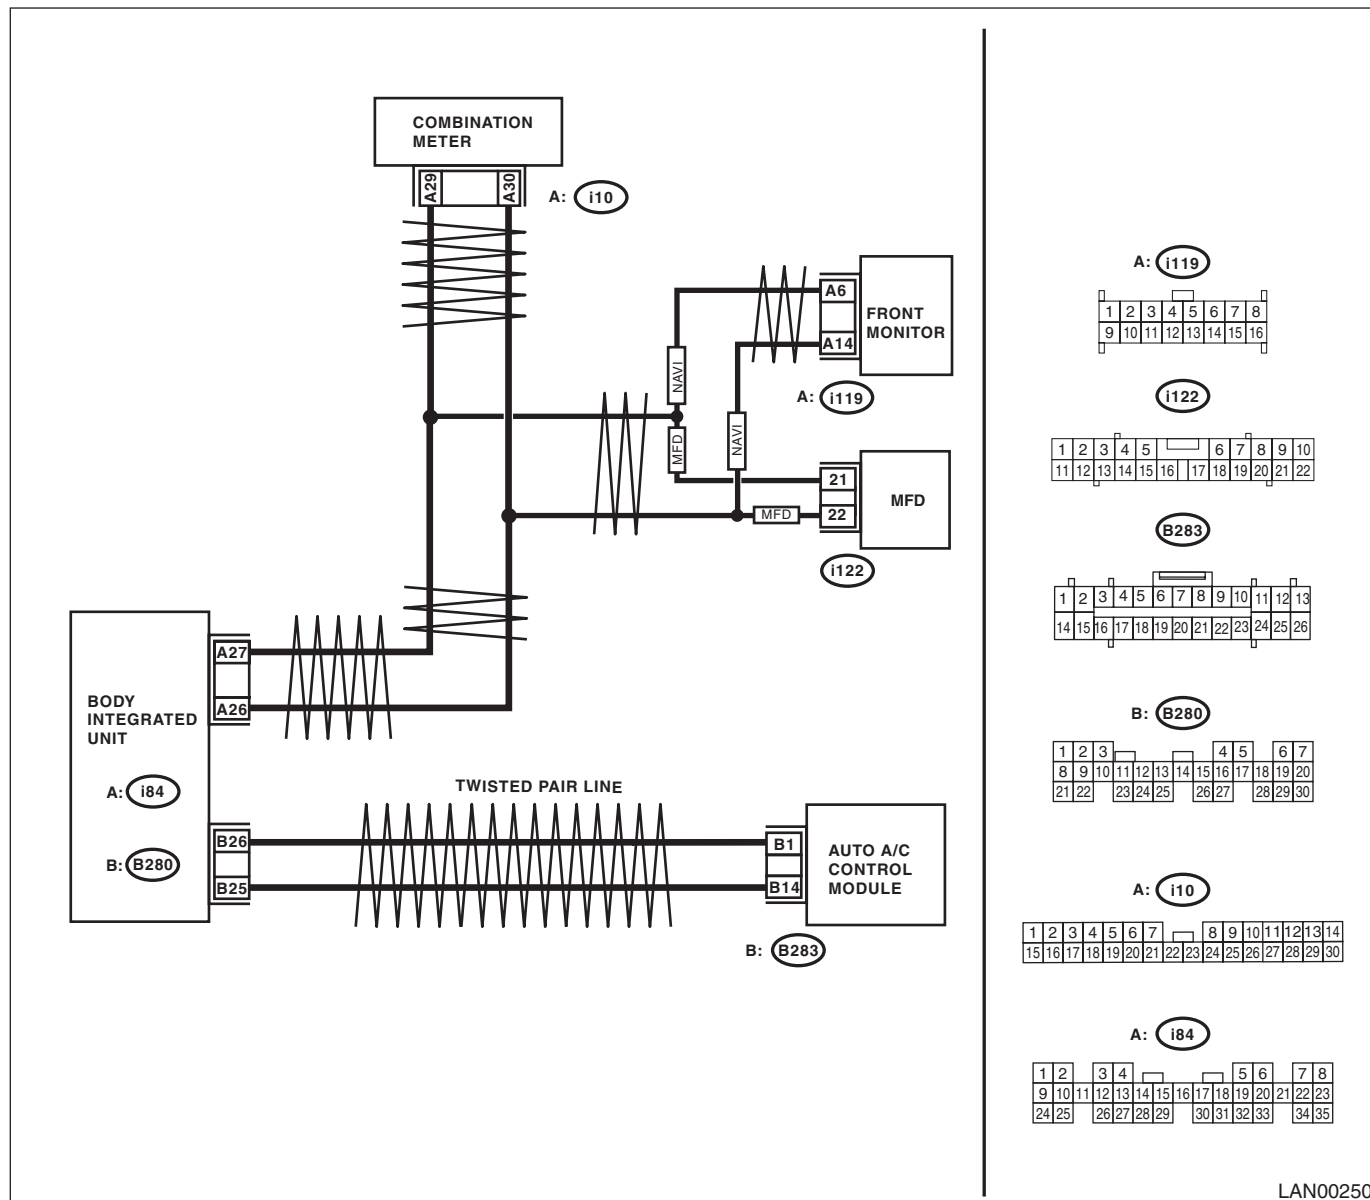 COMBINATION
METER
A29
A30
A: i10
A6
A14
FRONT
MONITOR
A: i119
NAVI
MFD
NAVI
MFD
21
22
MFD
i122
A27
A26
BODY
INTEGRATED
UNIT
A: i84
B: B280
B26
B25
TWISTED PAIR LINE
B1
B14
AUTO A/C
CONTROL
MODULE
B: B283
A: i119
1 2 3 4 5 6 7 8
9 10 11 12 13 14 15 16
i122
1 2 3 4 5 6 7 8 9 10
11 12 13 14 15 16 17 18 19 20 21 22
B283
1 2 3 4 5 6 7 8 9 10 11 12 13
14 15 16 17 18 19 20 21 22 23 24 25 26
B: B280
1 2 3 4 5 6 7
8 9 10 11 12 13 14 15 16 17 18 19 20
21 22 23 24 25 26 27 28 29 30
A: i10
1 2 3 4 5 6 7 8 9 10 11 12 13 14
15 16 17 18 19 20 21 22 23 24 25 26 27 28 29 30
A: i84
1 2 3 4 5 6 7 8
9 10 11 12 13 14 15 16 17 18 19 20 21 22 23
24 25 26 27 28 29 30 31 32 33 34 35
LAN00250